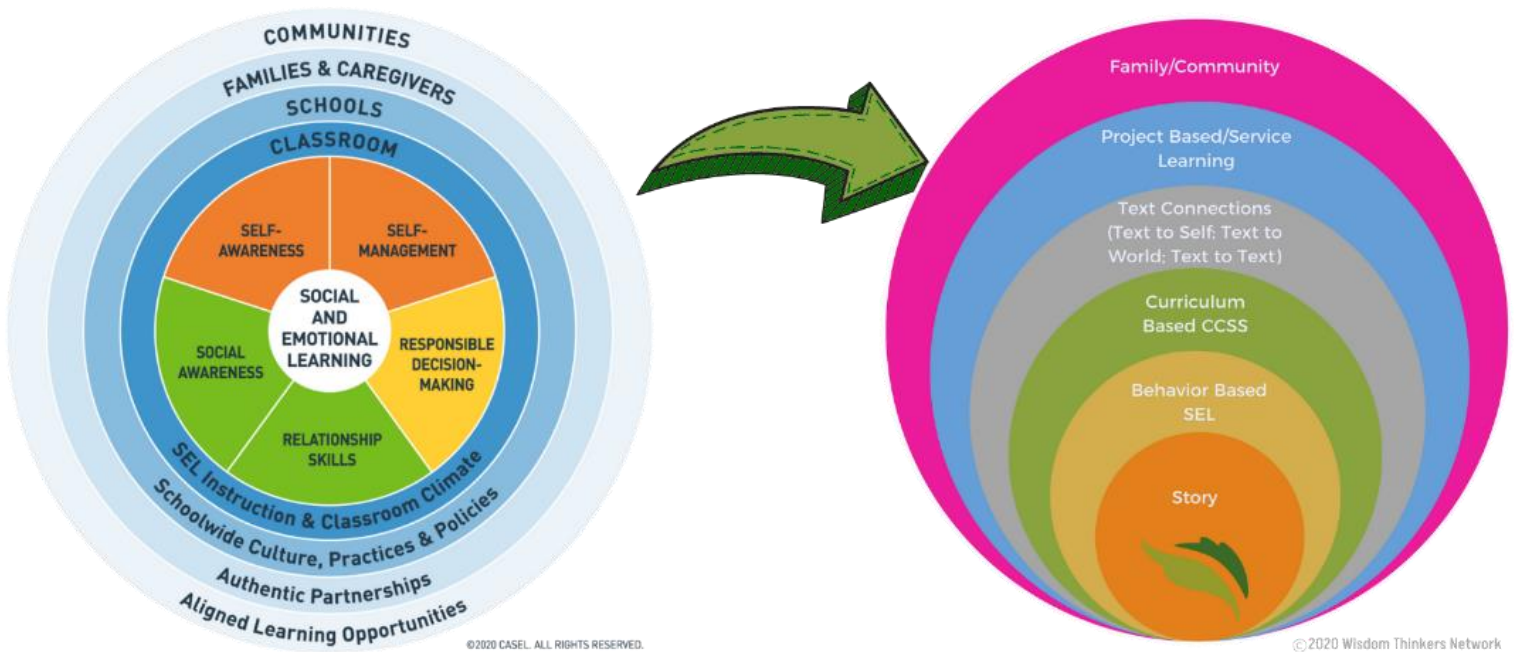 COMMUNITIES
FAMILIES & CAREGIVERS
SCHOOLS
CLASSROOM
SELF-
AWARENESS
SELF-
MANAGEMENT
SOCIAL
AND
EMOTIONAL
LEARNING
SOCIAL
AWARENESS
RESPONSIBLE
DECISION-
MAKING
RELATIONSHIP
SKILLS
SEL Instruction & Classroom Climate
Schoolwide Culture, Practices & Policies
Authentic Partnerships
Aligned Learning Opportunities
©2020 CASEL. ALL RIGHTS RESERVED.
Family/Community
Project Based/Service
Learning
Text Connections
(Text to Self; Text to
World; Text to Text)
Curriculum
Based CCSS
Behavior Based
SEL
Story
©2020 Wisdom Thinkers Network